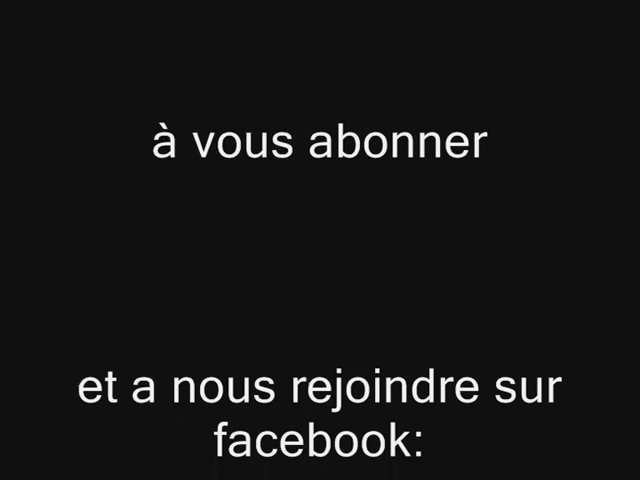 à vous abonner
et a nous rejoindre sur
facebook: